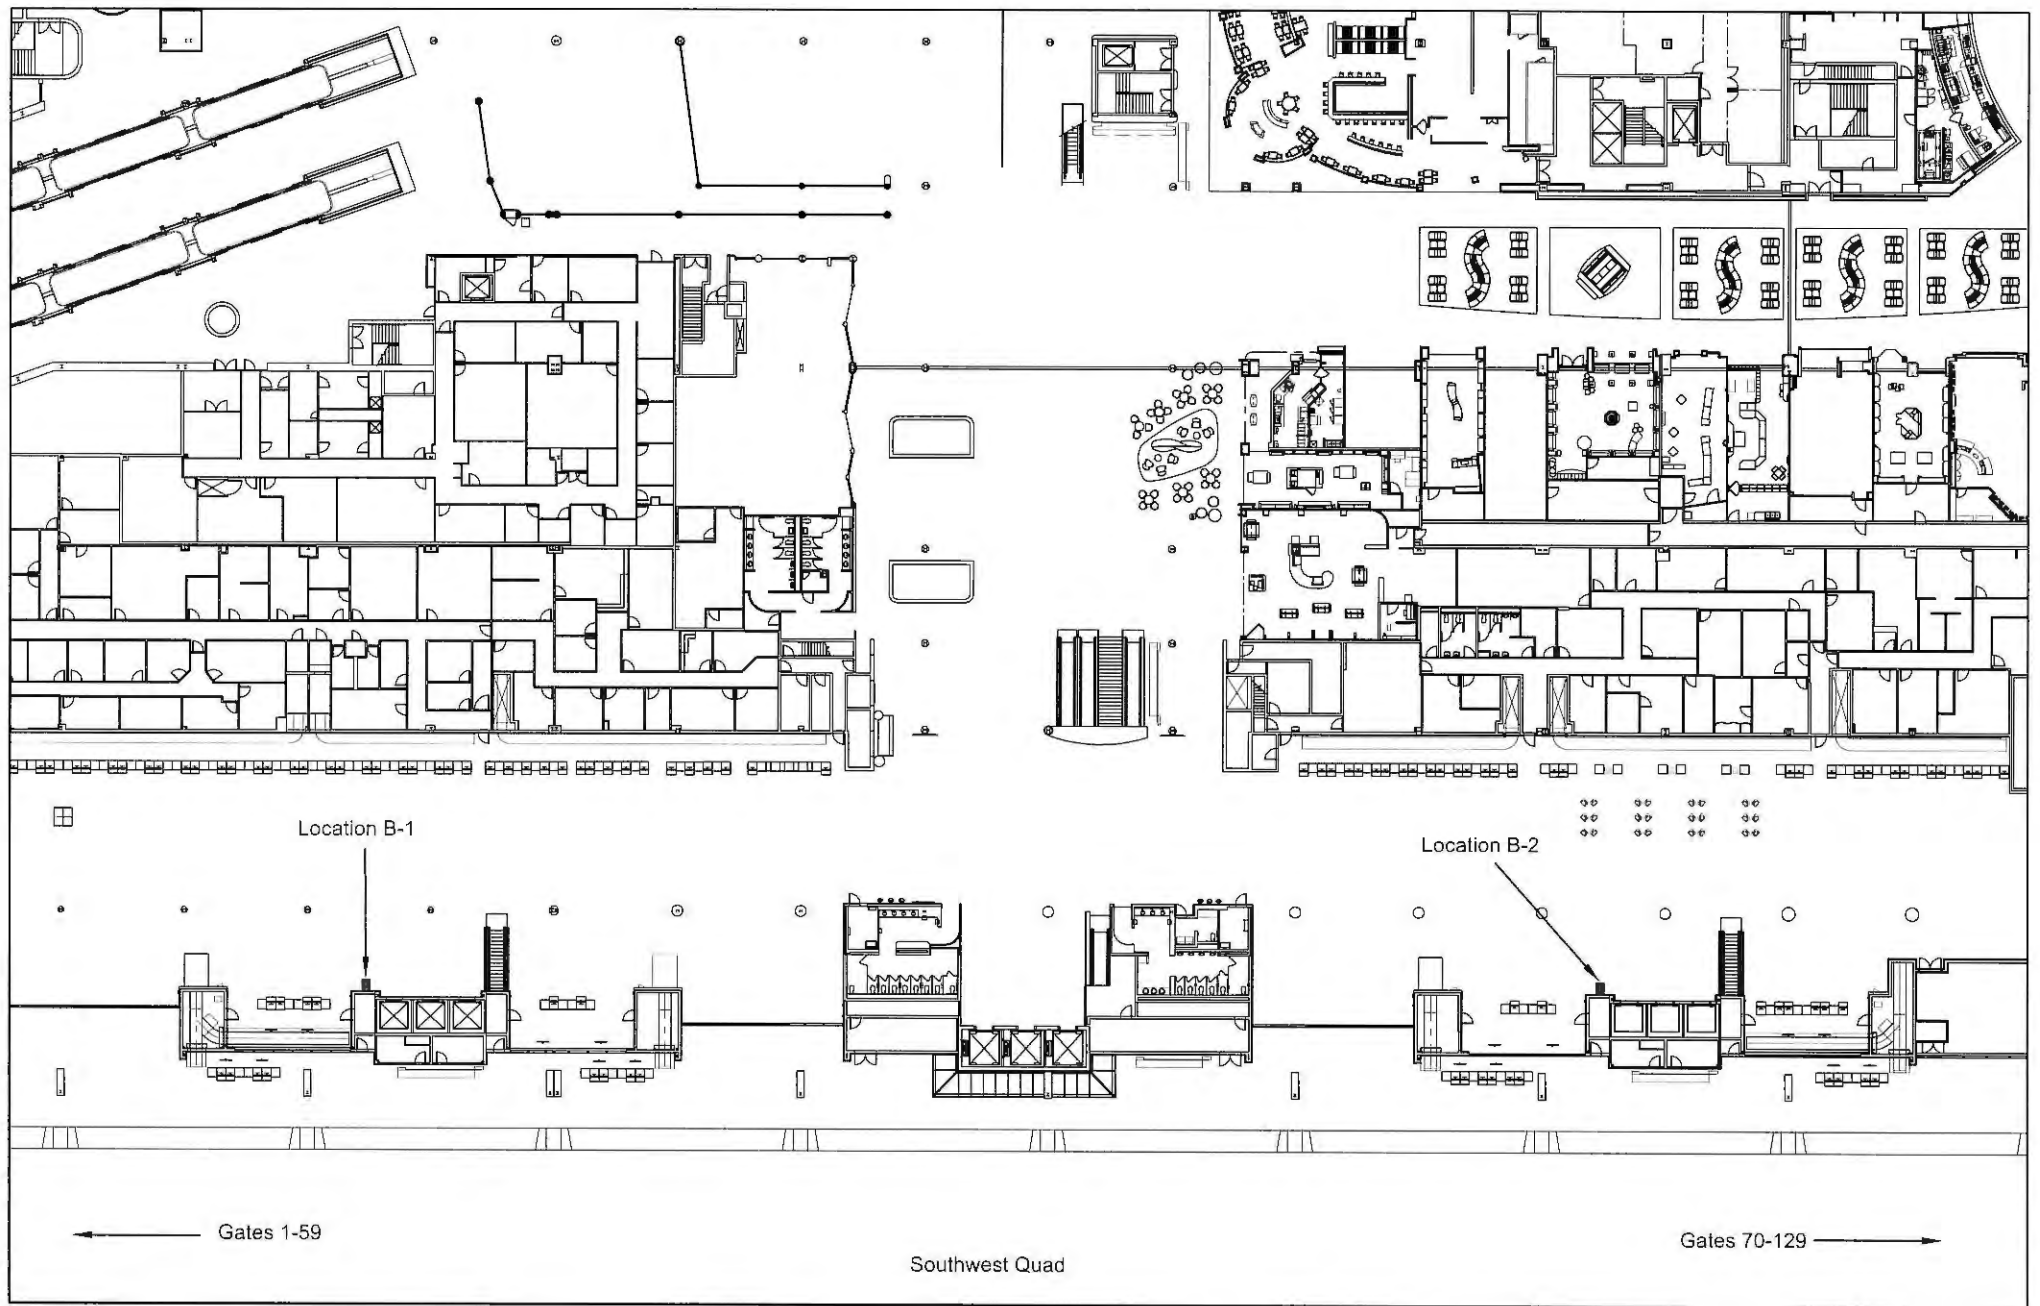 Location B-1
Location B-2
Gates 1-59
Gates 70-129
Southwest Quad